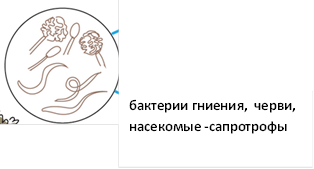 бактерии гниения, черви,
насекомые -сапротрофы